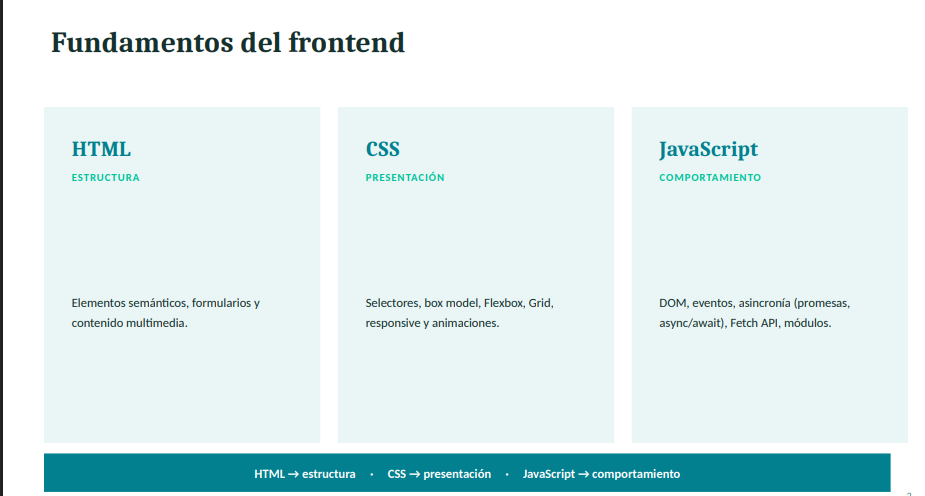 Fundamentos del frontend
HTML
ESTRUCTURA
Elementos semánticos, formularios y
contenido multimedia.
CSS
PRESENTACIÓN
Selectores, box model, Flexbox, Grid,
responsive y animaciones.
JavaScript
COMPORTAMIENTO
DOM, eventos, asincronía (promesas,
async/await), Fetch API, módulos.
HTML → estructura · CSS → presentación · JavaScript → comportamiento